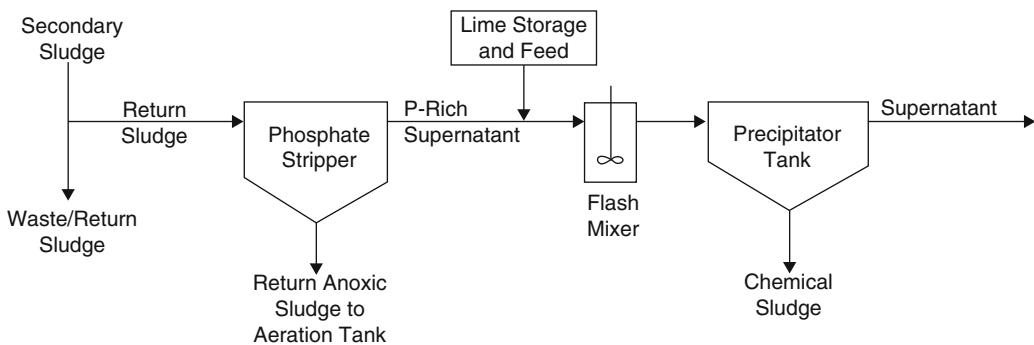 Secondary
Sludge
Lime Storage
and Feed
Return
Sludge
P-Rich
Supernatant
Supernatant
Phosphate
Stripper
Precipitator
Tank
Flash
Mixer
Waste/Return
Sludge
Return Anoxic
Sludge to
Aeration Tank
Chemical
Sludge